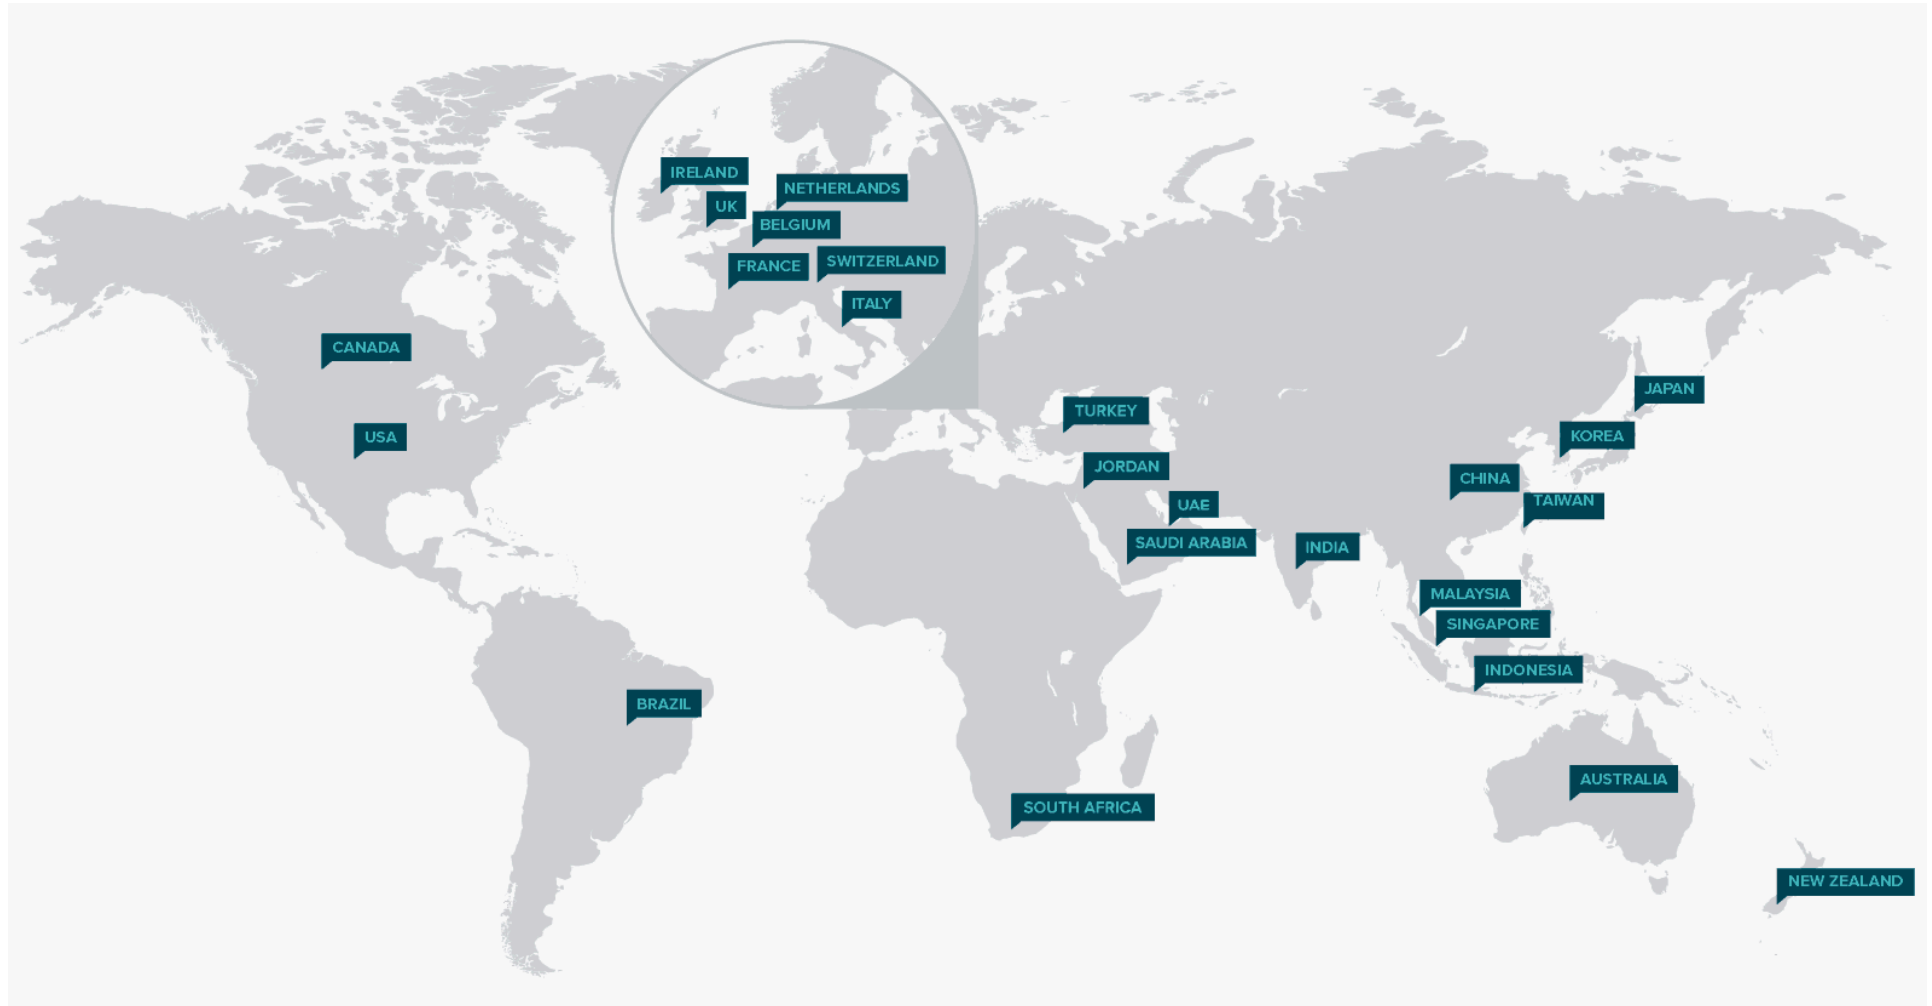 IRELAND
NETHERLANDS
UK
BELGIUM
FRANCE
SWITZERLAND
ITALY
CANADA
USA
BRAZIL
TURKEY
JORDAN
UAE
SAUDI ARABIA
SOUTH AFRICA
INDIA
JAPAN
KOREA
CHINA
TAIWAN
MALAYSIA
SINGAPORE
INDONESIA
AUSTRALIA
NEW ZEALAND